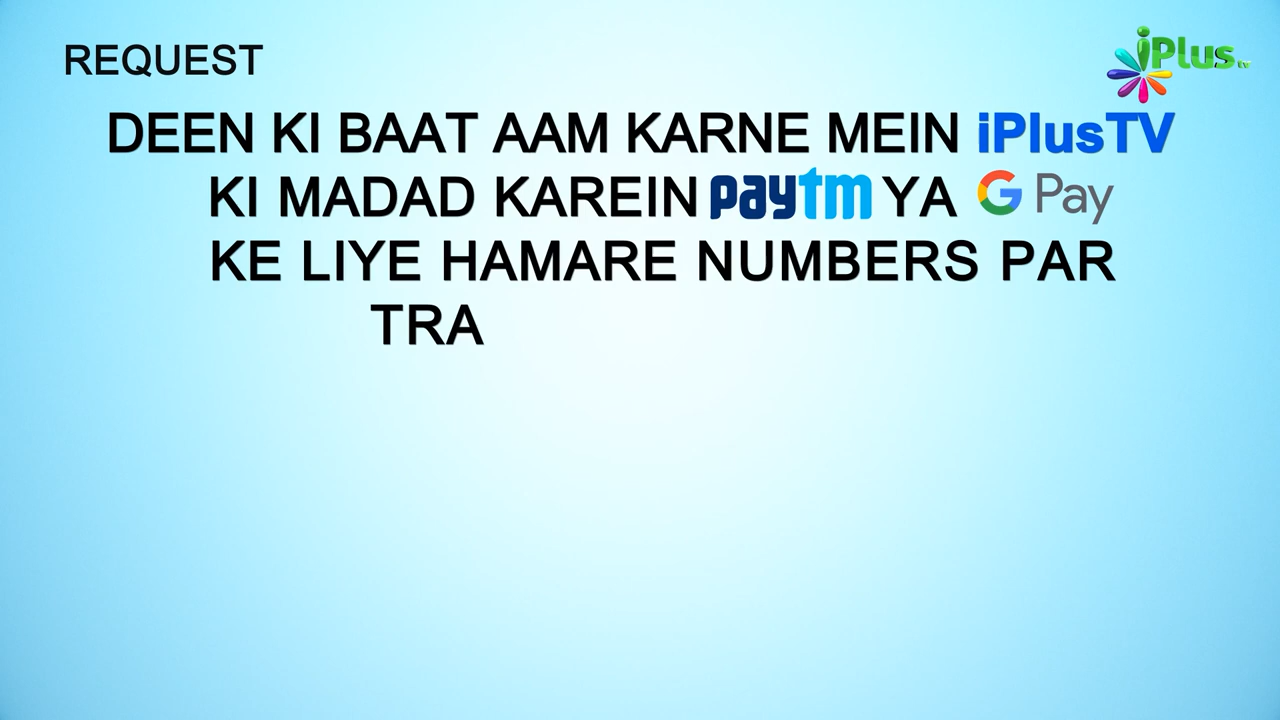 REQUEST
iPlus tv
DEEN KI BAAT AAM KARNE MEIN iPlusTV
KI MADAD KAREIN paytm YA G Pay
KE LIYE HAMARE NUMBERS PAR
TRA